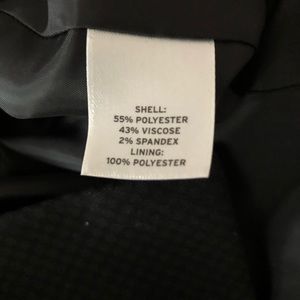 SHELL:
55% POLYESTER
43% VISCOSE
2% SPANDEX
LINING:
100% POLYESTER